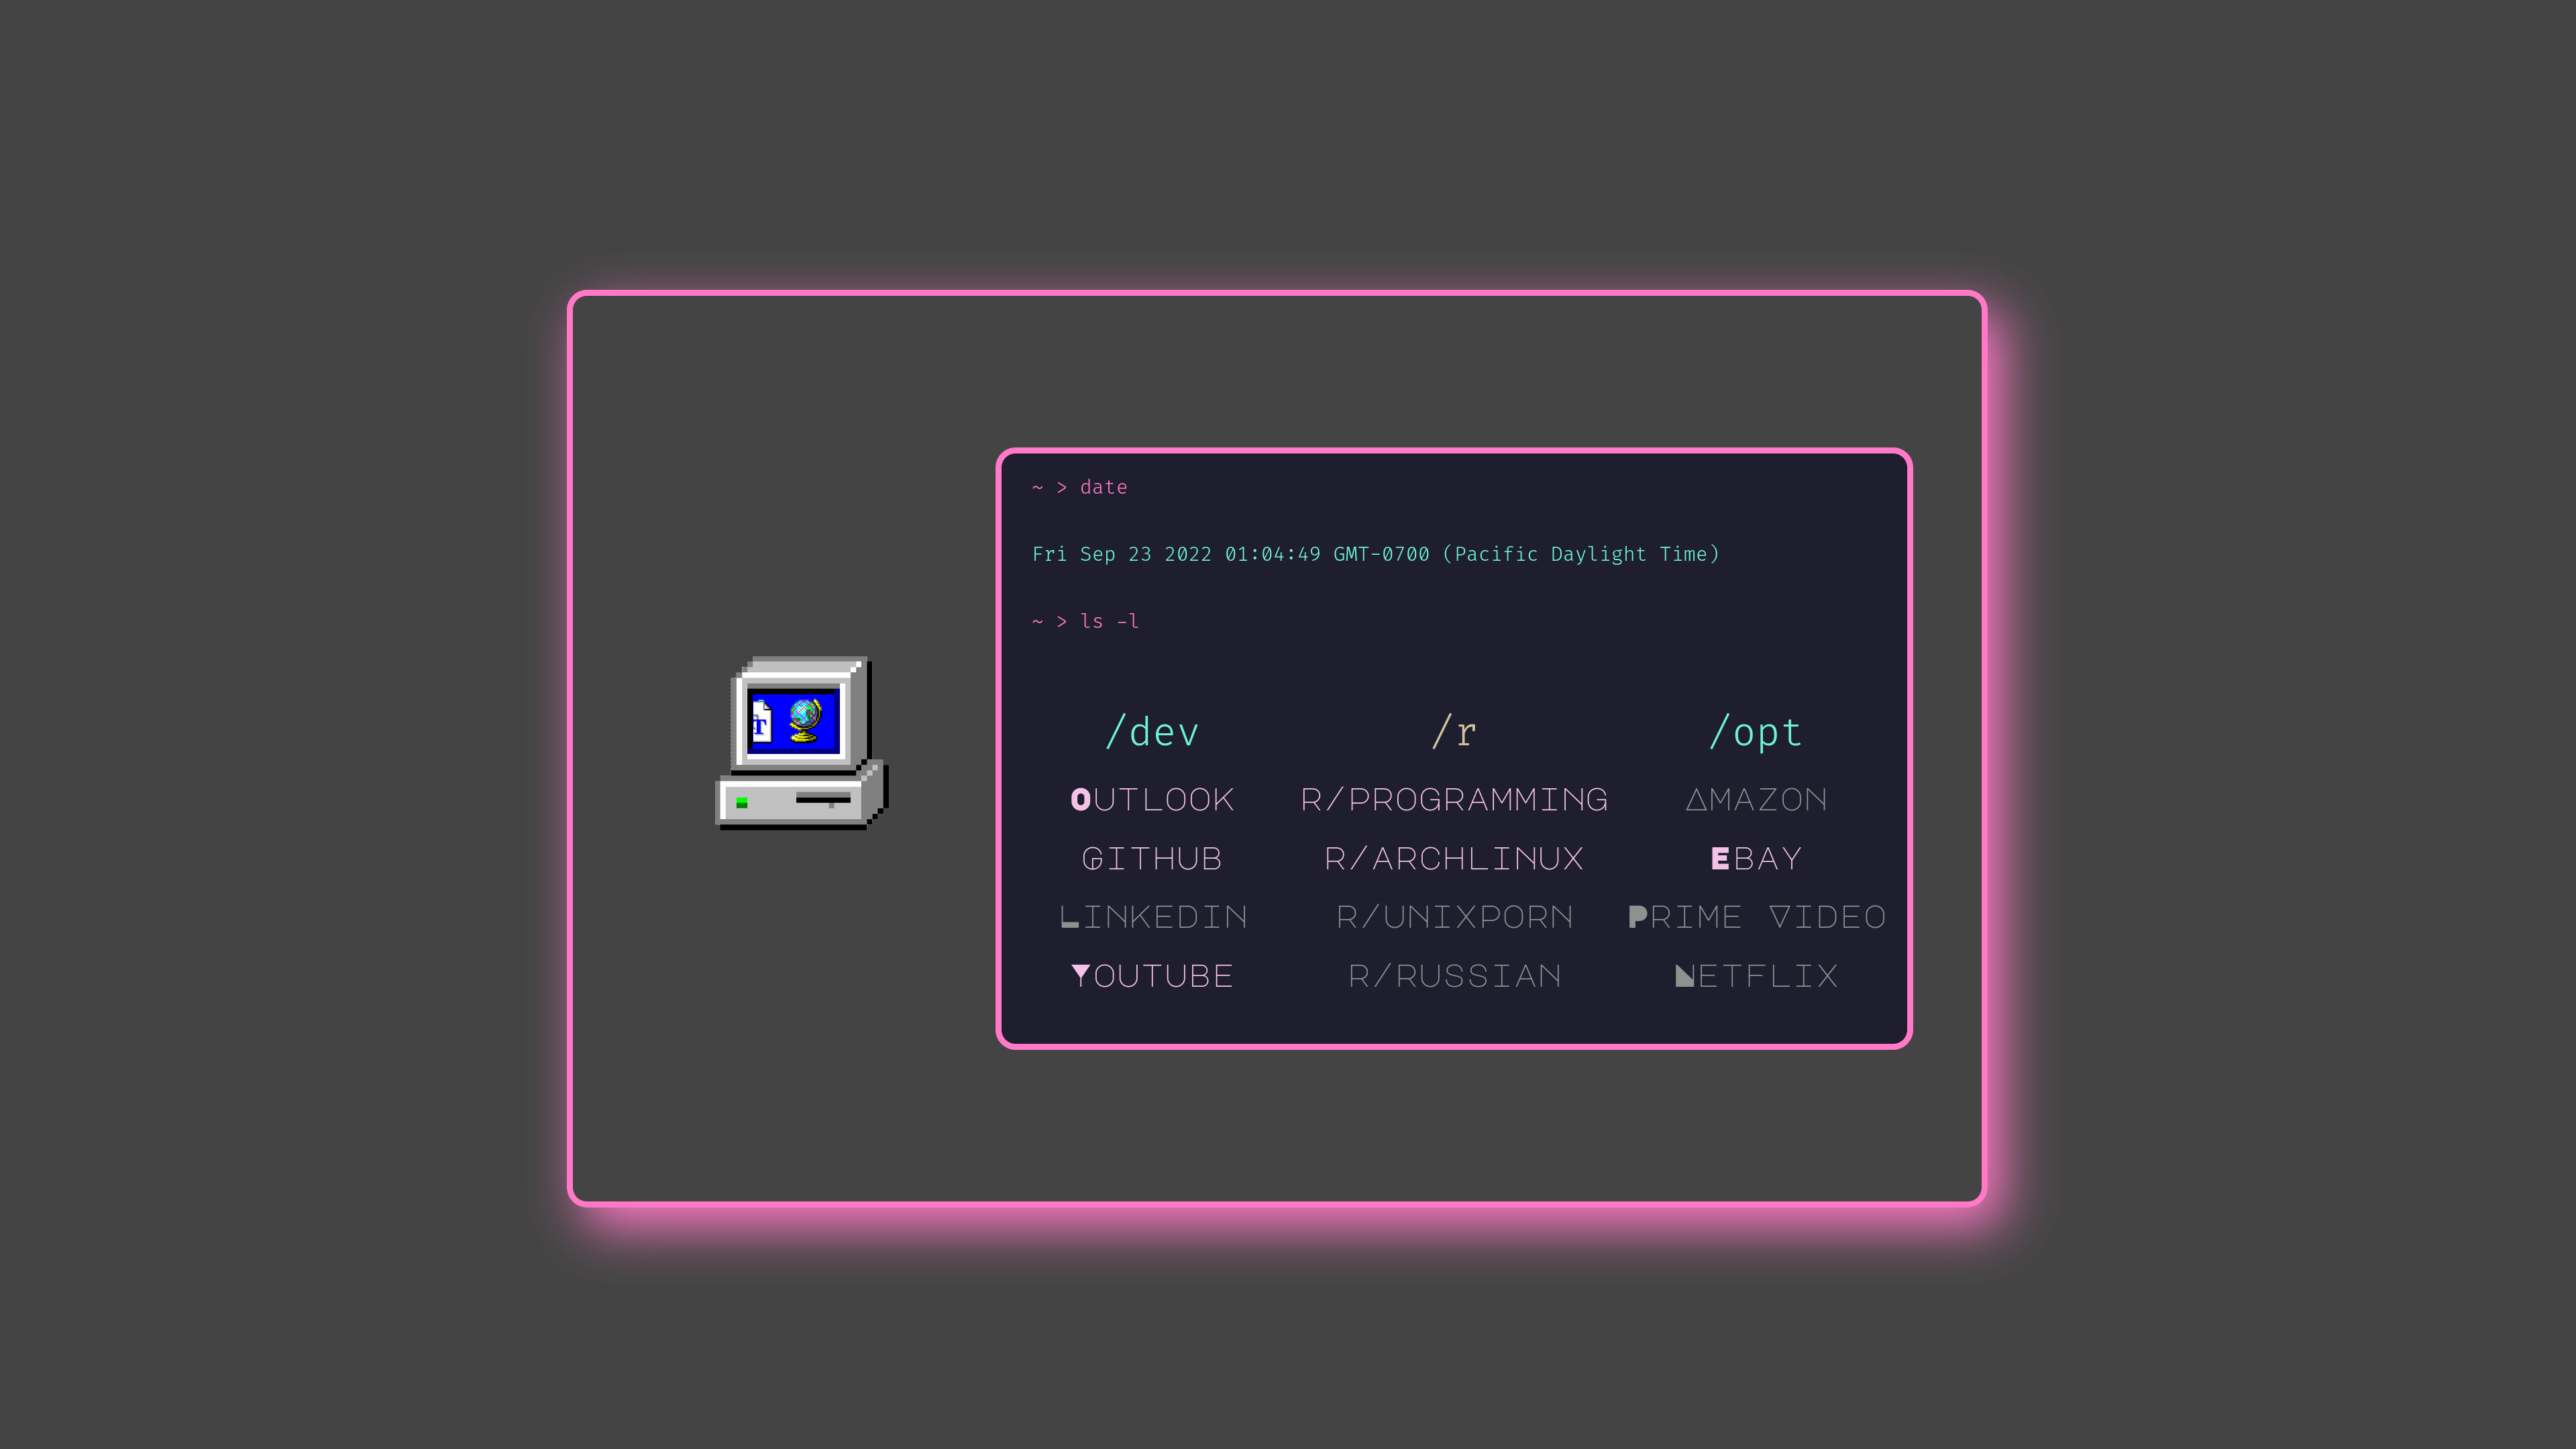 ~ > date
Fri Sep 23 2022 01:04:49 GMT-0700 (Pacific Daylight Time)
~ > ls -l
/dev /r /opt
OUTLOOK R/PROGRAMMING AMAZON
GITHUB R/ARCHLINUX EBAY
LINKEDIN R/UNIXPORN PRIME VIDEO
YOUTUBE R/RUSSIAN NETFLIX
T